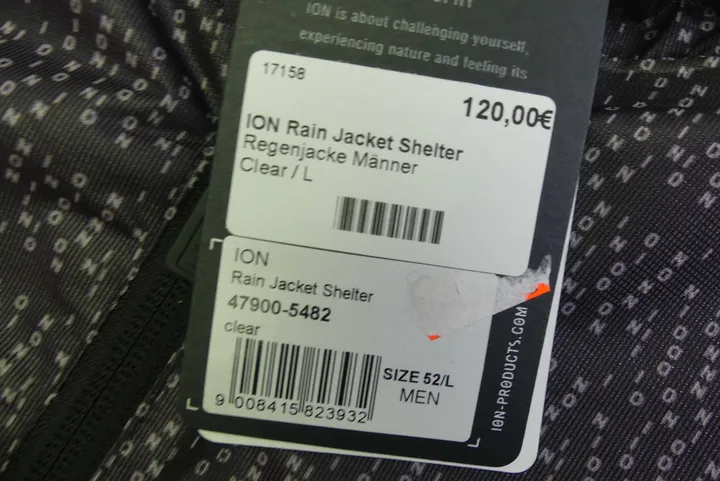 ION is about challenging yourself,
experiencing nature and feeling its
17158
120,00€
ION Rain Jacket Shelter
Regenjacke Männer
Clear / L
ION
Rain Jacket Shelter
47900-5482
clear
SIZE 52/L
MEN
9 008415 823932
ION-PRODUCTS.COM